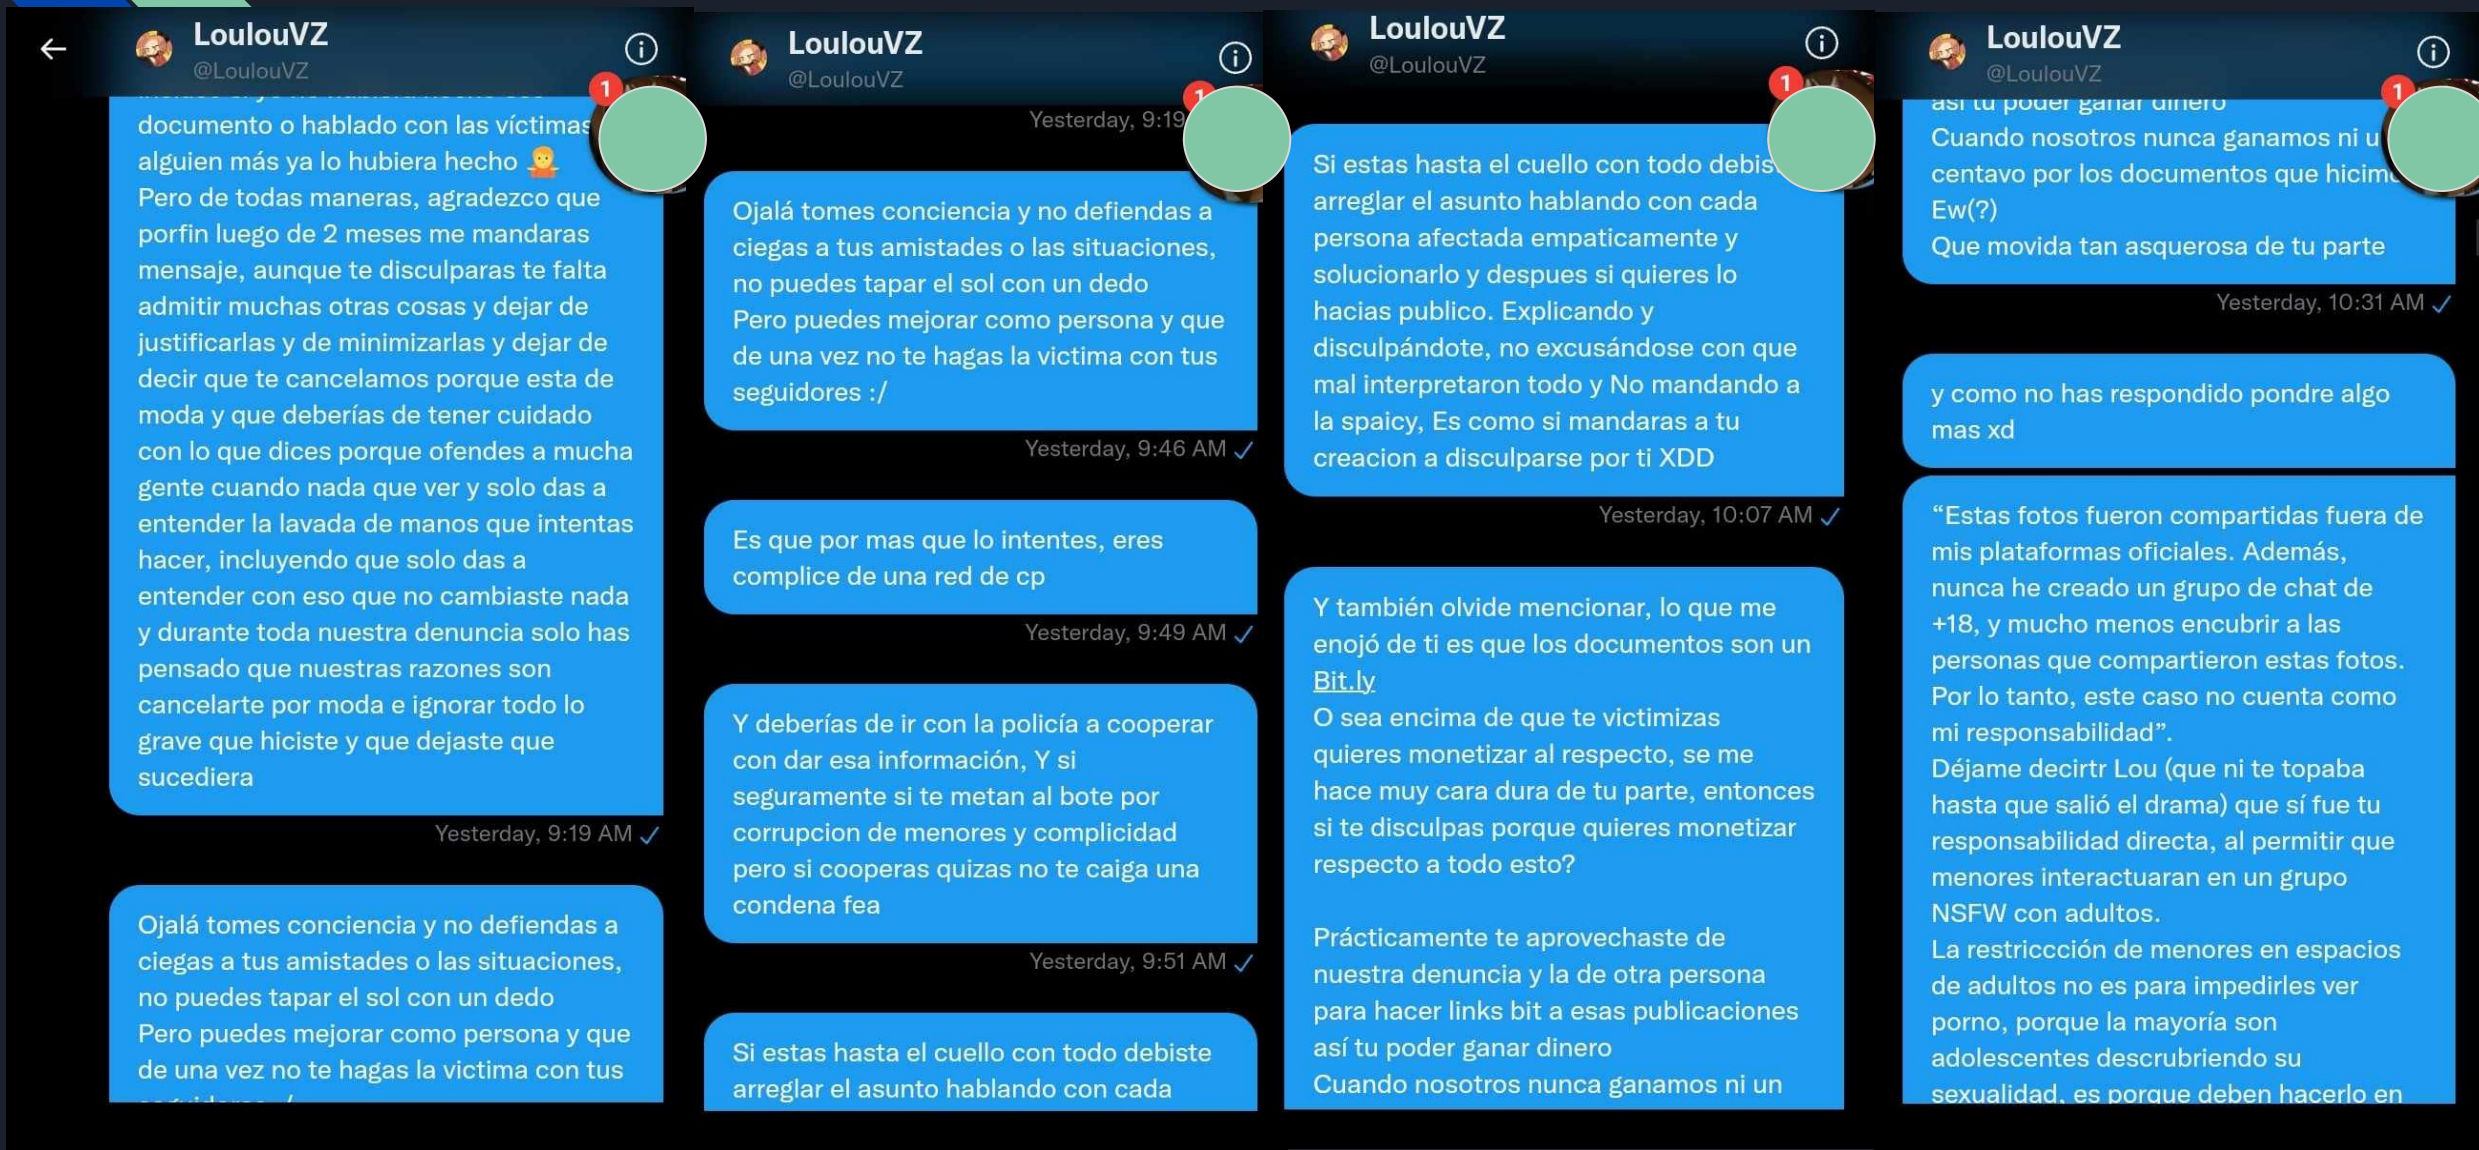 LoulouVZ
@LoulouVZ
documento o hablado con las víctimas
alguien más ya lo hubiera hecho 🤷
Pero de todas maneras, agradezco que
porfin luego de 2 meses me mandaras
mensaje, aunque te disculparas te falta
admitir muchas otras cosas y dejar de
justificarlas y de minimizarlas y dejar de
decir que te cancelamos porque esta de
moda y que deberías de tener cuidado
con lo que dices porque ofendes a mucha
gente cuando nada que ver y solo das a
entender la lavada de manos que intentas
hacer, incluyendo que solo das a
entender con eso que no cambiaste nada
y durante toda nuestra denuncia solo has
pensado que nuestras razones son
cancelarte por moda e ignorar todo lo
grave que hiciste y que dejaste que
sucediera
Yesterday, 9:19 AM
Ojalá tomes conciencia y no defiendas a
ciegas a tus amistades o las situaciones,
no puedes tapar el sol con un dedo
Pero puedes mejorar como persona y que
de una vez no te hagas la victima con tus
1
LoulouVZ
@LoulouVZ
Yesterday, 9:19
Ojalá tomes conciencia y no defiendas a
ciegas a tus amistades o las situaciones,
no puedes tapar el sol con un dedo
Pero puedes mejorar como persona y que
de una vez no te hagas la victima con tus
seguidores :/
Yesterday, 9:46 AM
Es que por mas que lo intentes, eres
complice de una red de cp
Yesterday, 9:49 AM
Y deberías de ir con la policía a cooperar
con dar esa información, Y si
seguramente si te metan al bote por
corrupcion de menores y complicidad
pero si cooperas quizas no te caiga una
condena fea
Yesterday, 9:51 AM
Si estas hasta el cuello con todo debiste
arreglar el asunto hablando con cada
1
LoulouVZ
@LoulouVZ
1
Si estas hasta el cuello con todo
arreglar el asunto hablando con cada
persona afectada empaticamente y
solucionarlo y despues si quieres lo
hacias publico. Explicando y
disculpándote, no excusándose con que
mal interpretaron todo y No mandando a
la spaicy, Es como si mandaras a tu
creacion a disculparse por ti XDD
Yesterday, 10:07 AM
Y también olvide mencionar, lo que me
enojó de ti es que los documentos son un
Bit.ly
O sea encima de que te victimizas
quieres monetizar al respecto, se me
hace muy cara dura de tu parte, entonces
si te disculpas porque quieres monetizar
respecto a todo esto?
Prácticamente te aprovechaste de
nuestra denuncia y la de otra persona
para hacer links bit a esas publicaciones
así tu poder ganar dinero
Cuando nosotros nunca ganamos ni un
LoulouVZ
@LoulouVZ
1
así tu poder ganar dinero
Cuando nosotros nunca ganamos ni
centavo por los documentos que
Ew(?)
Que movida tan asquerosa de tu parte
Yesterday, 10:31 AM
y como no has respondido pondre algo
mas xd
“Estas fotos fueron compartidas fuera de
mis plataformas oficiales. Además,
nunca he creado un grupo de chat de
+18, y mucho menos encubrir a las
personas que compartieron estas fotos.
Por lo tanto, este caso no cuenta como
mi responsabilidad”.
Déjame decirtr Lou (que ni te topaba
hasta que salió el drama) que sí fue tu
responsabilidad directa, al permitir que
menores interactuaran en un grupo
NSFW con adultos.
La restriccción de menores en espacios
de adultos no es para impedirles ver
porno, porque la mayoría son
adolescentes descrubriendo su
sexualidad, es porque deben hacerlo en